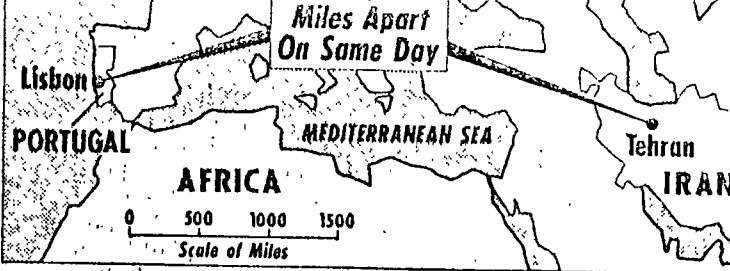 Miles Apart
On Same Day
Lisbon
PORTUGAL
MEDITERRANEAN SEA
Tehran
IRAN
AFRICA
0 500 1000 1500
Scale of Miles